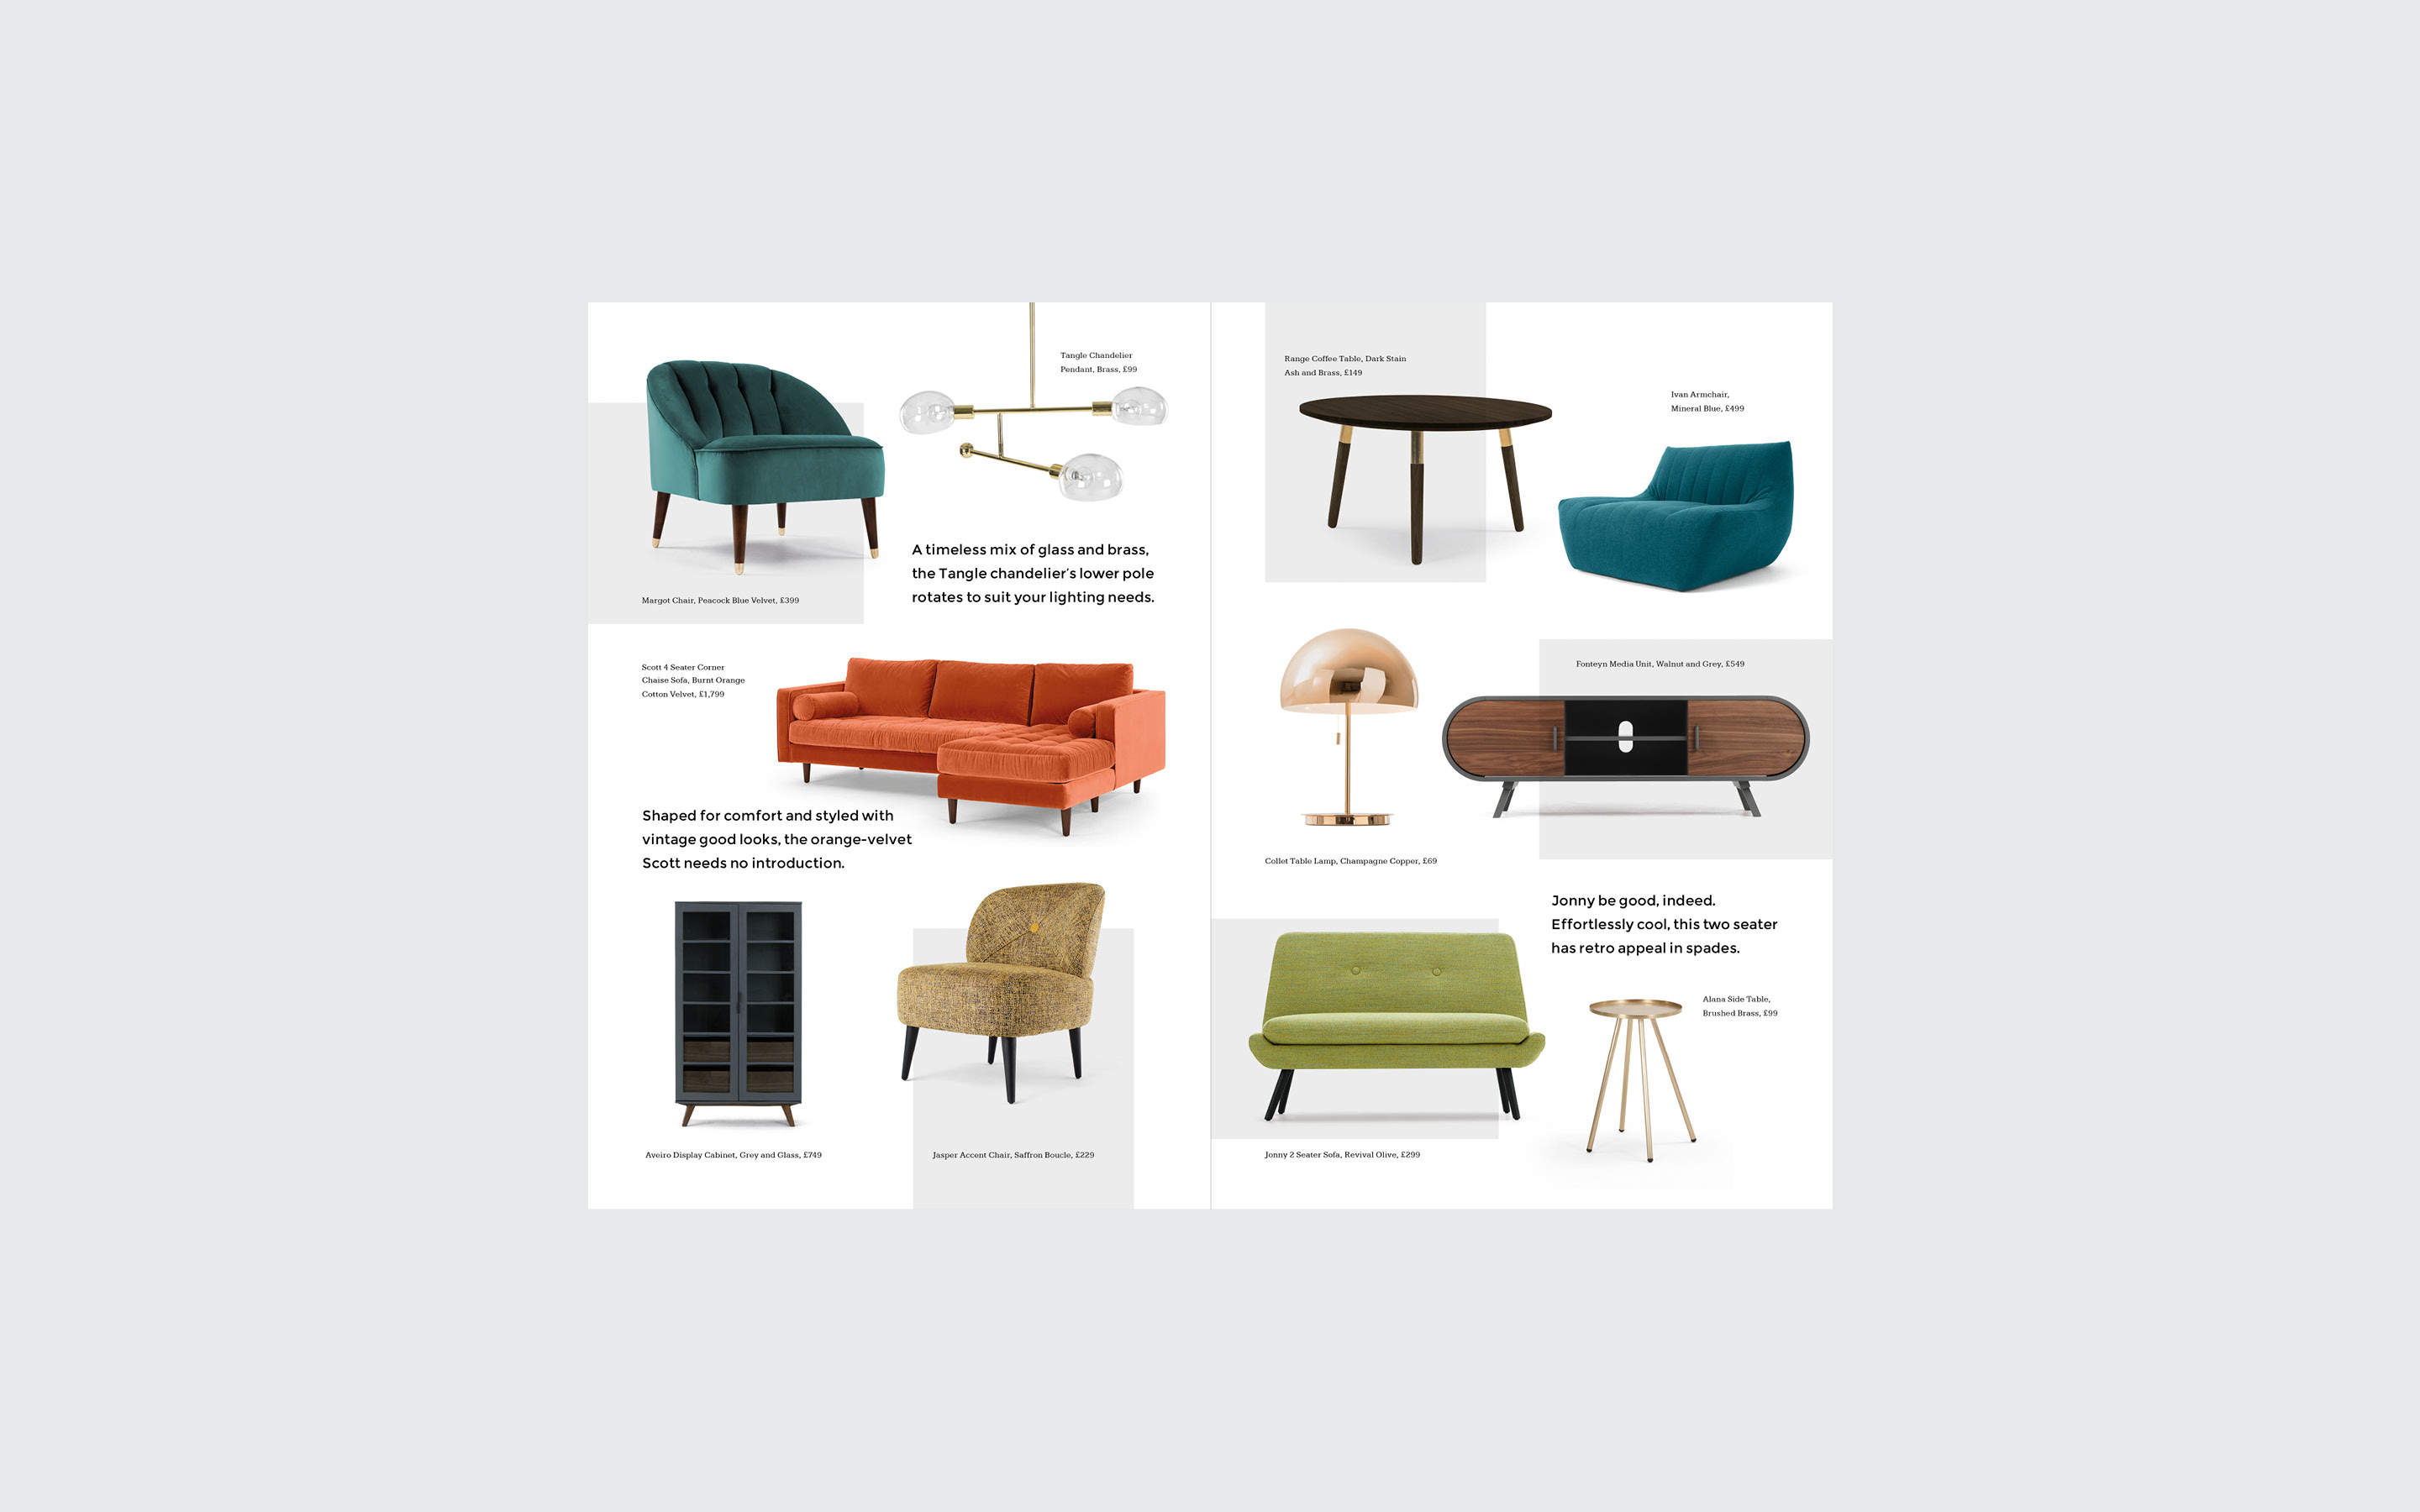 Tangle Chandelier
Pendant, Brass, £99
A timeless mix of glass and brass,
the Tangle chandelier's lower pole
rotates to suit your lighting needs.
Margot Chair, Peacock Blue Velvet, £399
Scott 4 Seater Corner
Chaise Sofa, Burnt Orange
Cotton Velvet, £1,799
Shaped for comfort and styled with
vintage good looks, the orange-velvet
Scott needs no introduction.
Aveiro Display Cabinet, Grey and Glass, £749
Jasper Accent Chair, Saffron Boucle, £229
Range Coffee Table, Dark Stain
Ash and Brass, £149
Ivan Armchair,
Mineral Blue, £499
Fonteyn Media Unit, Walnut and Grey, £549
Collet Table Lamp, Champagne Copper, £69
Jonny be good, indeed.
Effortlessly cool, this two seater
has retro appeal in spades.
Alana Side Table,
Brushed Brass, £99
Jonny 2 Seater Sofa, Revival Olive, £299